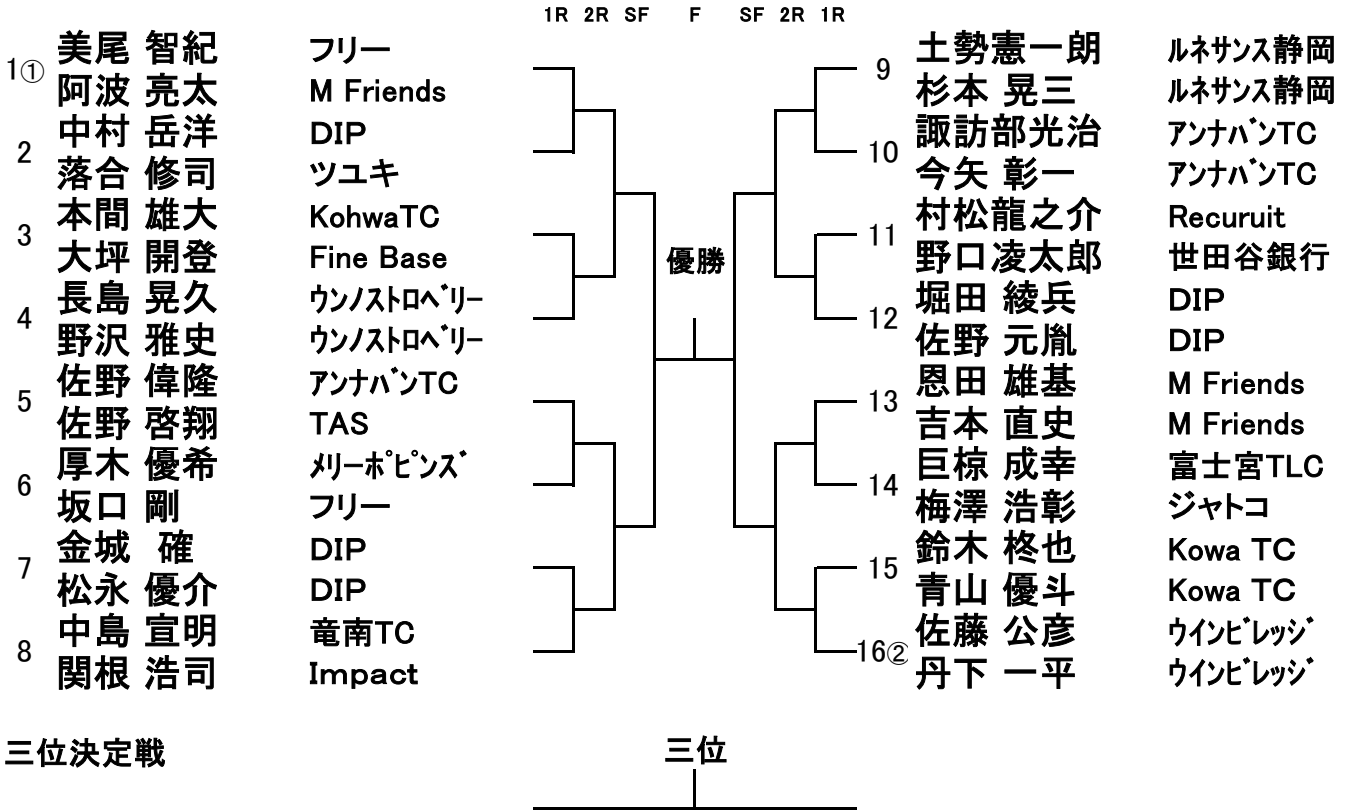 1R 2R SF F SF 2R 1R
1① 美尾 智紀 フリー
阿波 亮太 M Friends
2 中村 岳洋 DIP
落合 修司 ツユキ
3 本間 雄大 KohwaTC
大坪 開登 Fine Base
4 長島 晃久 ｳﾝﾉｽﾄﾛﾍﾞﾘｰ
野沢 雅史 ｳﾝﾉｽﾄﾛﾍﾞﾘｰ
5 佐野 偉隆 ｱﾝﾅﾊﾞﾝTC
佐野 啓翔 TAS
6 厚木 優希 ﾒﾘｰﾎﾟﾋﾟﾝｽﾞ
坂口 剛 フリー
7 金城 確 DIP
松永 優介 DIP
8 中島 宣明 竜南TC
関根 浩司 Impact
優勝
9 土勢憲一朗 ﾙﾈｻﾝｽ静岡
杉本 晃三 ﾙﾈｻﾝｽ静岡
10 諏訪部光治 ｱﾝﾅﾊﾞﾝTC
今矢 彰一 ｱﾝﾅﾊﾞﾝTC
11 村松龍之介 Recuruit
野口凌太郎 世田谷銀行
12 堀田 綾兵 DIP
佐野 元胤 DIP
13 恩田 雄基 M Friends
吉本 直史 M Friends
14 巨椋 成幸 富士宮TLC
梅澤 浩彰 ジャトコ
15 鈴木 柊也 Kowa TC
青山 優斗 Kowa TC
16② 佐藤 公彦 ｳｲﾝﾋﾞﾚｯｼﾞ
丹下 一平 ｳｲﾝﾋﾞﾚｯｼﾞ
三位決定戦
三位